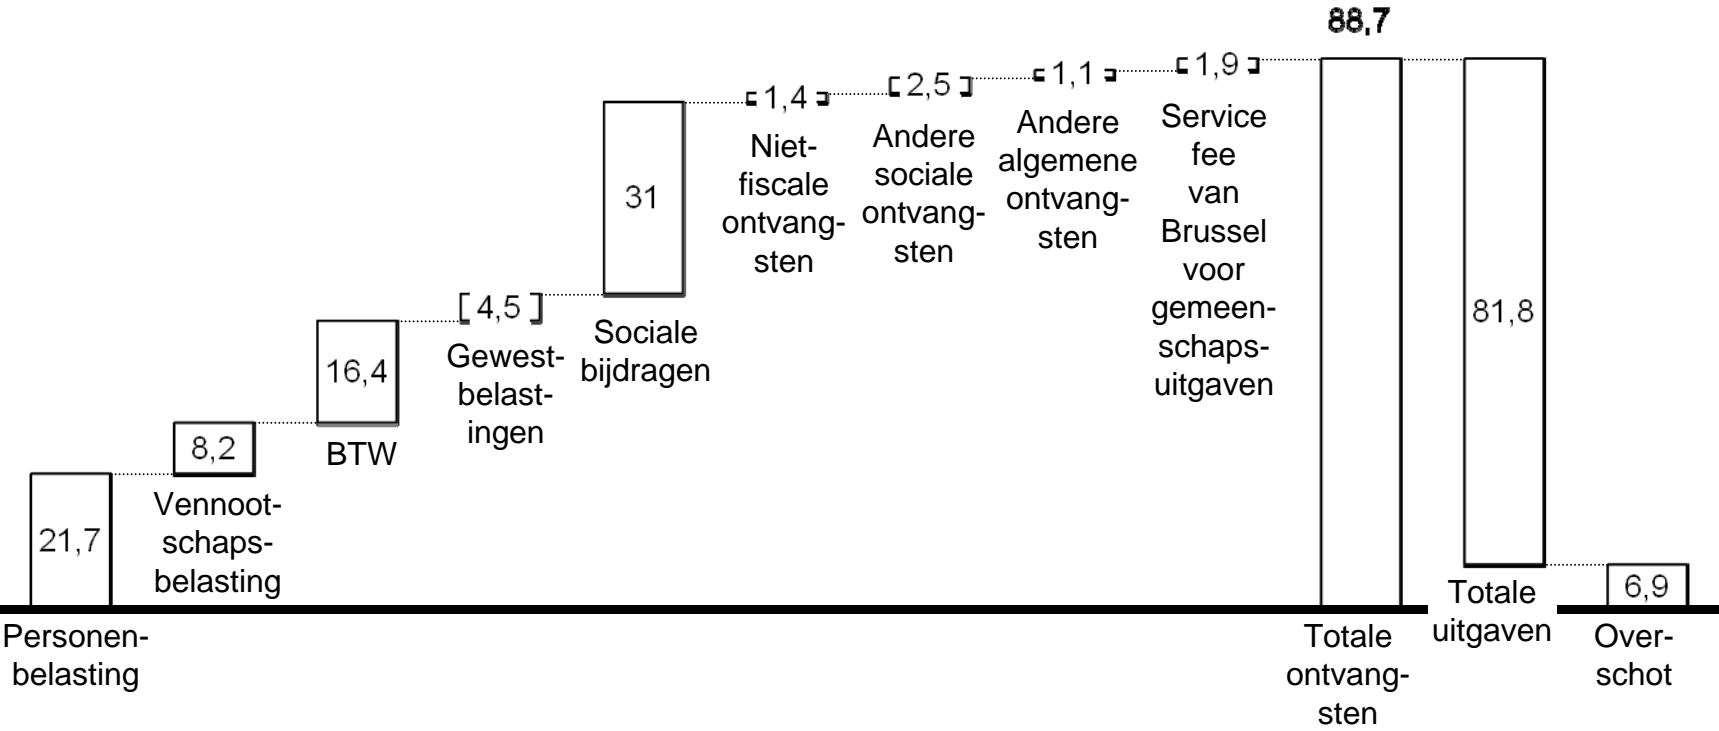 88,7
21,7
Personen-
belasting
8,2
Vennoot-
schaps-
belasting
16,4
BTW
4,5
Gewest-
belast-
ingen
31
Sociale
bijdragen
1,4
Niet-
fiscale
ontvang-
sten
2,5
Andere
sociale
ontvang-
sten
1,1
Andere
algemene
ontvang-
sten
1,9
Service
fee
van
Brussel
voor
gemeen-
schaps-
uitgaven
Totale
ontvang-
sten
81,8
Totale
uitgaven
6,9
Over-
schot